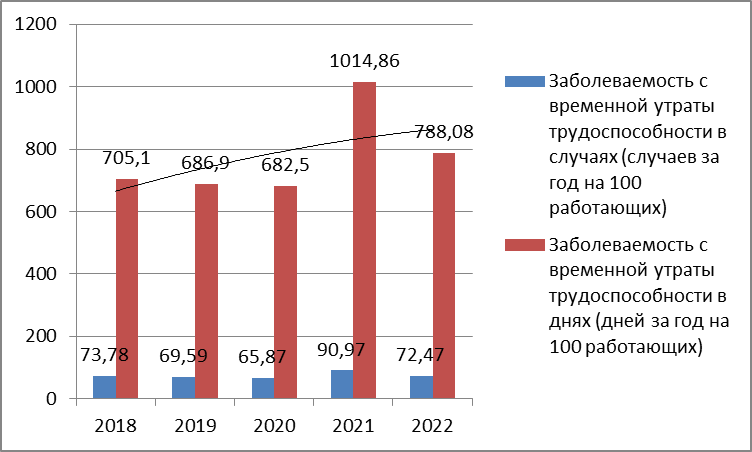 1200
1000
800
600
400
200
0
1014,86
788,08
705,1
686,9
682,5
73,78
69,59
65,87
90,97
72,47
2018
2019
2020
2021
2022
Заболеваемость с
временной утраты
трудоспособности в
случаях (случаев за
год на 100
работающих)
Заболеваемость с
временной утраты
трудоспособности в
днях (дней за год на
100 работающих)